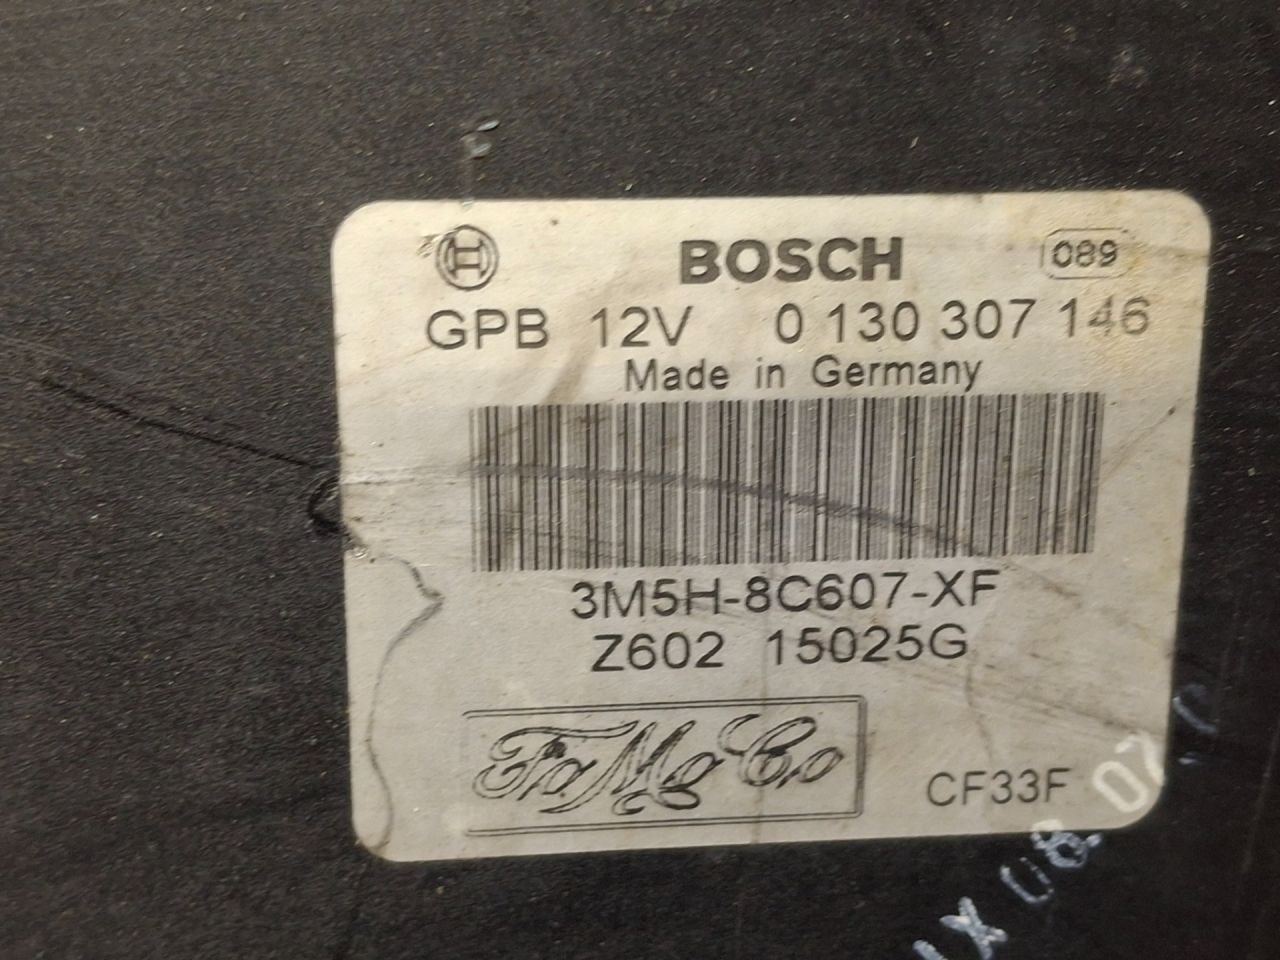 BOSCH 089
GPB 12V 0 130 307 146
Made in Germany
3M5H-8C607-XF
Z602 15025G
FoMoCo
CF33F